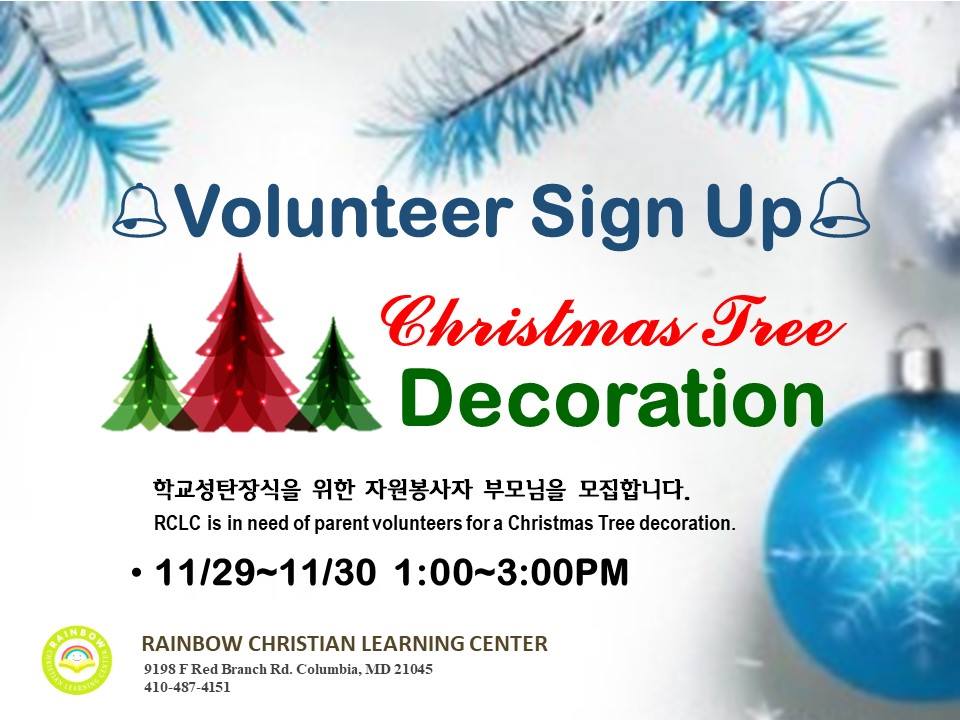 Volunteer Sign Up
Christmas Tree
Decoration
학교성탄장식을 위한 자원봉사자 부모님을 모집합니다.
RCLC is in need of parent volunteers for a Christmas Tree decoration.
• 11/29~11/30 1:00~3:00PM
RAINBOW
CHRISTIAN LEARNING CENTER
RAINBOW CHRISTIAN LEARNING CENTER
9198 F Red Branch Rd. Columbia, MD 21045
410-487-4151